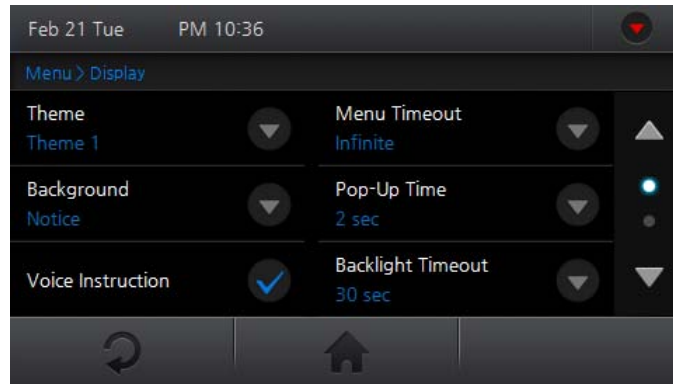 Feb 21 Tue PM 10:36
Menu > Display
Theme
Theme 1
Menu Timeout
Infinite
Background
Notice
Pop-Up Time
2 sec
Voice Instruction
Backlight Timeout
30 sec